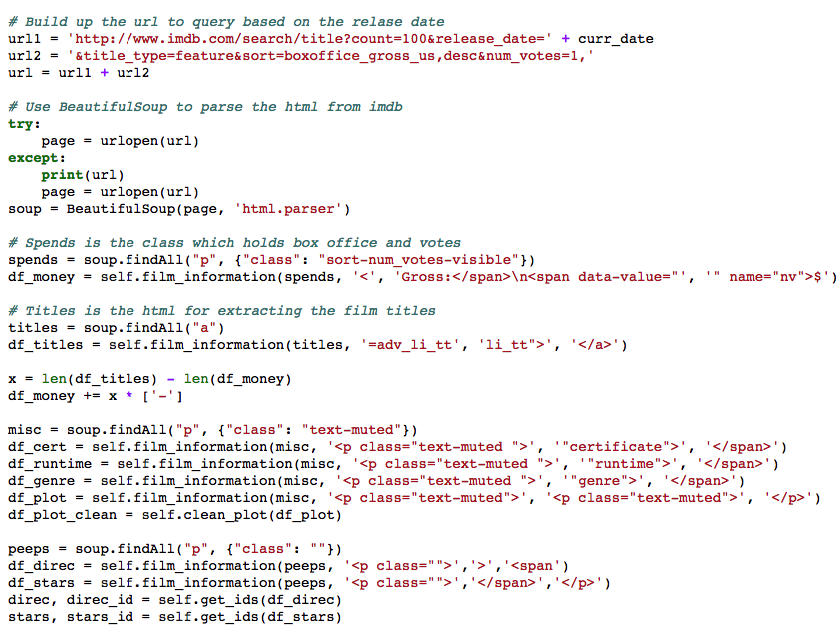 # Build up the url to query based on the relase date
url1 = 'http://www.imdb.com/search/title?count=100&release_date=' + curr_date
url2 = '&title_type=feature&sort=boxoffice_gross_us,desc&num_votes=1,'
url = url1 + url2
# Use BeautifulSoup to parse the html from imdb
try:
    page = urlopen(url)
except:
    print(url)
    page = urlopen(url)
soup = BeautifulSoup(page, 'html.parser')
# Spends is the class which holds box office and votes
spends = soup.findAll("p", {"class": "sort-num_votes-visible"})
df_money = self.film_information(spends, '<', 'Gross:</span>\n<span data-value="', '" name="nv">$')
# Titles is the html for extracting the film titles
titles = soup.findAll("a")
df_titles = self.film_information(titles, '=adv_li_tt', 'li_tt">', '</a>')
x = len(df_titles) - len(df_money)
df_money += x * ['-']
misc = soup.findAll("p", {"class": "text-muted"})
df_cert = self.film_information(misc, '<p class="text-muted ">', '"certificate">', '</span>')
df_runtime = self.film_information(misc, '<p class="text-muted ">', '"runtime">', '</span>')
df_genre = self.film_information(misc, '<p class="text-muted ">', '"genre">', '</span>')
df_plot = self.film_information(misc, '<p class="text-muted">', '<p class="text-muted">', '</p>')
df_plot_clean = self.clean_plot(df_plot)
peeps = soup.findAll("p", {"class": ""})
df_direc = self.film_information(peeps, '<p class="">','>','<span')
df_stars = self.film_information(peeps, '<p class="">','</span>','</p>')
direc, direc_id = self.get_ids(df_direc)
stars, stars_id = self.get_ids(df_stars)